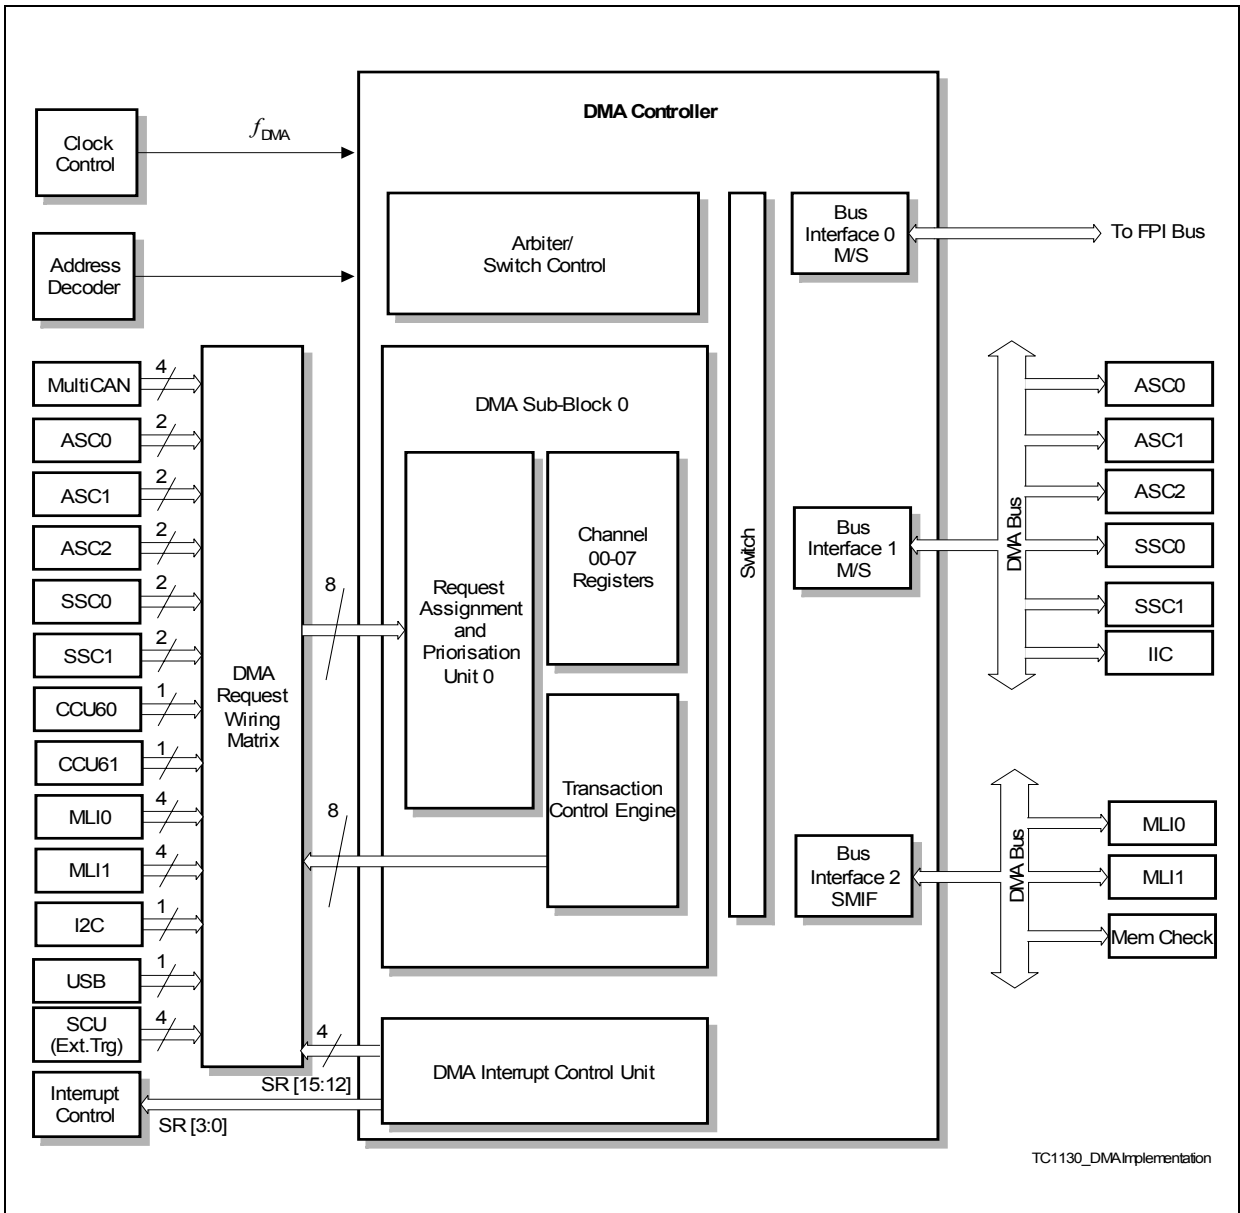 DMA Controller
Clock
Control
fDMA
Address
Decoder
Arbiter/
Switch Control
Bus
Interface 0
M/S
To FPI Bus
MultiCAN
4
ASC0
2
ASC1
2
ASC2
2
SSC0
2
SSC1
2
CCU60
1
CCU61
1
MLI0
4
MLI1
4
I2C
1
USB
1
SCU
(Ext.Trg)
4
Interrupt
Control
DMA
Request
Wiring
Matrix
8
8
4
SR [15:12]
SR [3:0]
DMA Sub-Block 0
Request
Assignment
and
Priorisation
Unit 0
Channel
00-07
Registers
Transaction
Control Engine
DMA Interrupt Control Unit
Switch
Bus
Interface 1
M/S
DMA Bus
ASC0
ASC1
ASC2
SSC0
SSC1
IIC
Bus
Interface 2
SMIF
DMA Bus
MLI0
MLI1
Mem Check
TC1130_DMAImplementation